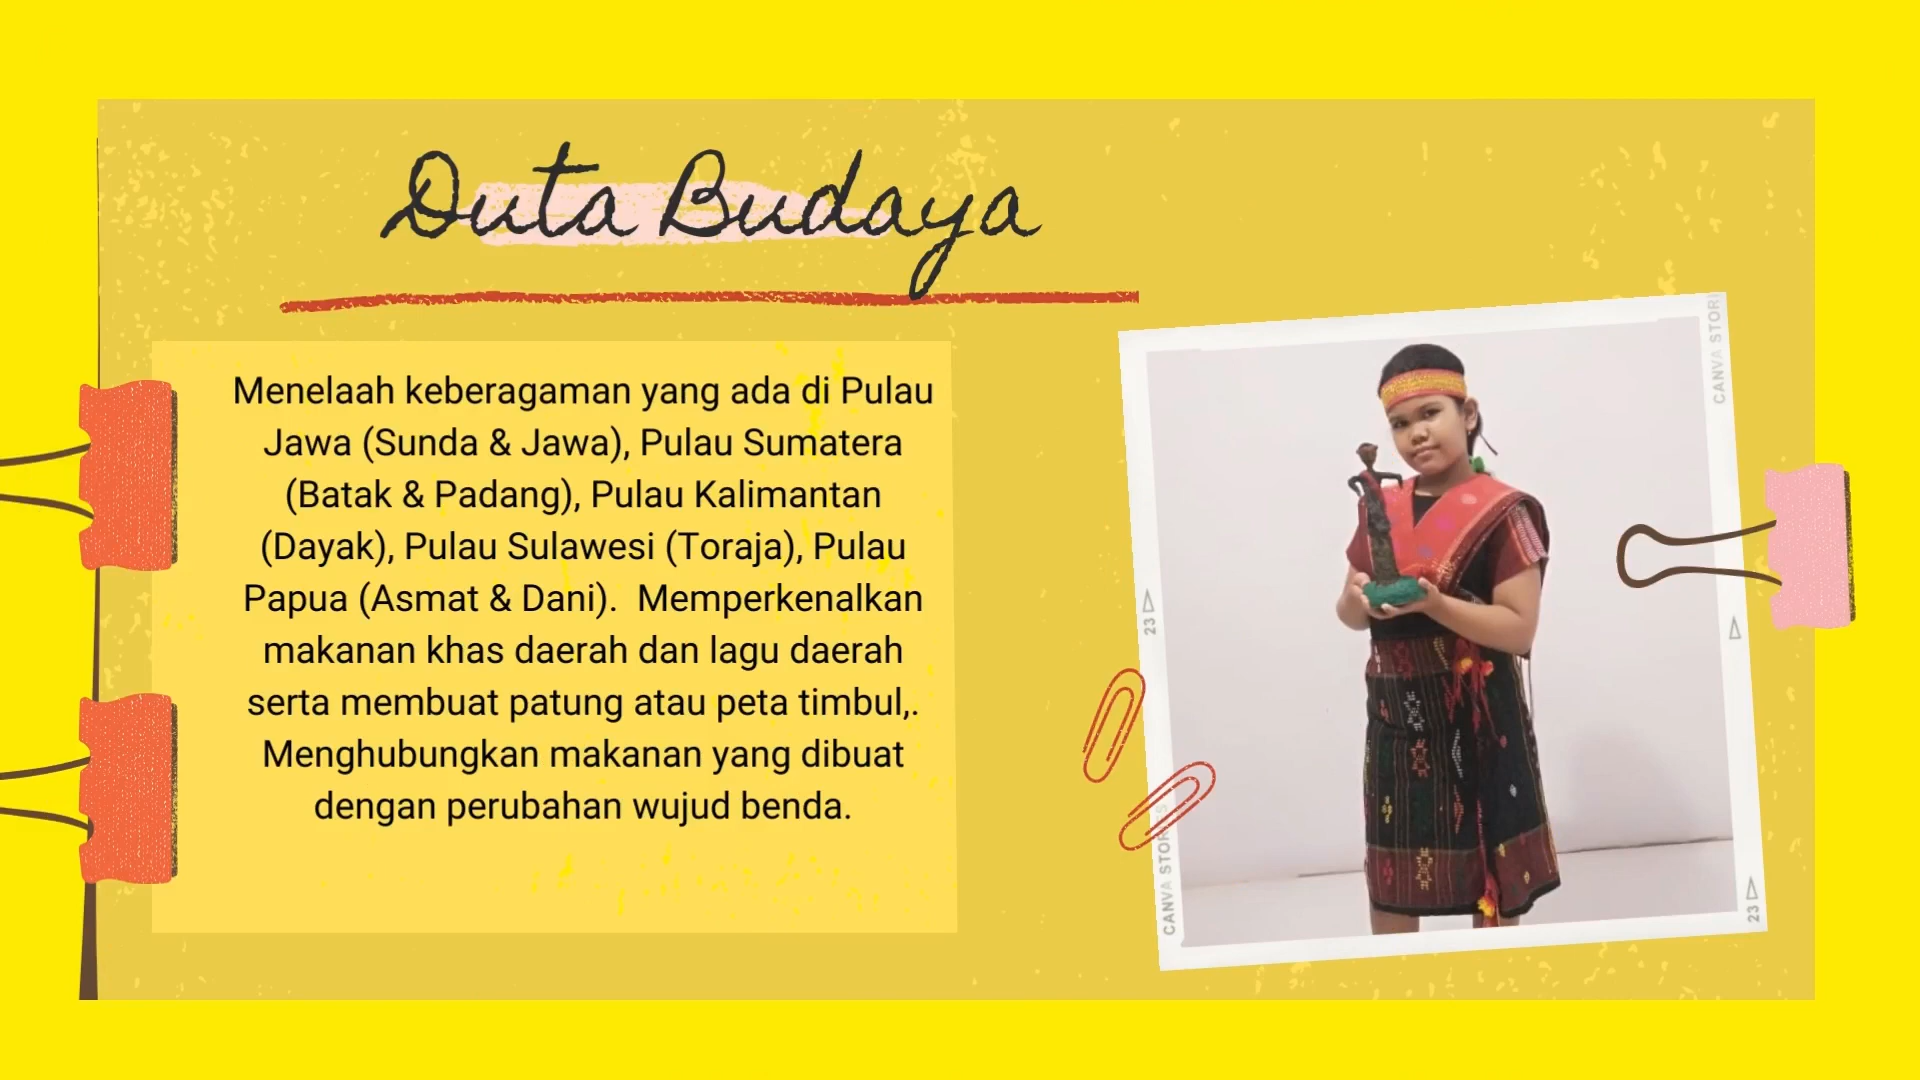 Duta Budaya
Menelaah keberagaman yang ada di Pulau
Jawa (Sunda & Jawa), Pulau Sumatera
(Batak & Padang), Pulau Kalimantan
(Dayak), Pulau Sulawesi (Toraja), Pulau
Papua (Asmat & Dani).  Memperkenalkan
makanan khas daerah dan lagu daerah
serta membuat patung atau peta timbul,.
Menghubungkan makanan yang dibuat
dengan perubahan wujud benda.
CANVA STORI
23
CANVA STORIES
23